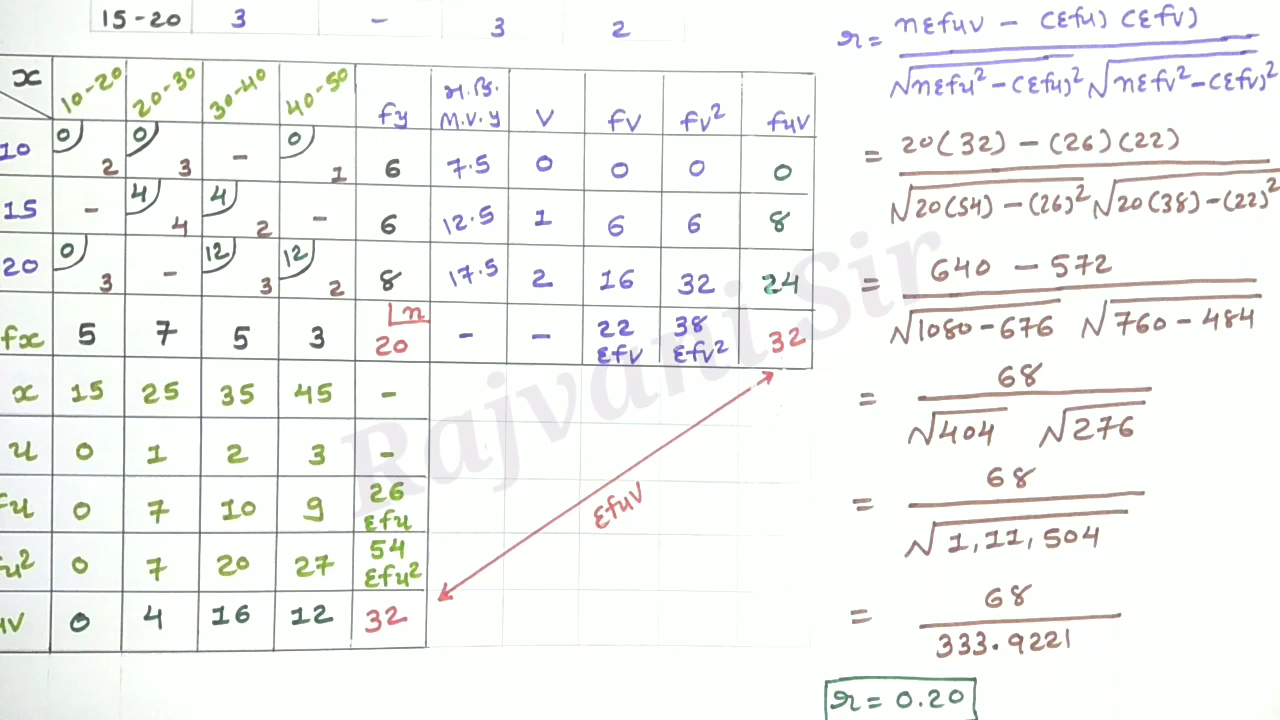 15-20 3 - 3 2
x 10-20 20-30 30-40 40-50 fy M.V.y V fv fv² fuv
10 0 2 0 3 - 0 1 6 7.5 0 0 0 0
15 - 4 4 4 2 - 6 12.5 1 6 6 8
20 0 3 - 12 3 12 2 8 17.5 2 16 32 24
fx 5 7 5 3 n 20 - - 22 Σfv 38 Σfv² 32
x 15 25 35 45 -
u 0 1 2 3 -
fu 0 7 10 9 26 Σfu
fu² 0 7 20 27 54 Σfu²
uv 0 4 16 12 32
Σfuv
Rajvani Sir
r = nΣfuv - (Σfu) (Σfv)
√nΣfu² - (Σfu)² √nΣfv² - (Σfv)²
= 20(32) - (26)(22)
√20(54) - (26)² √20(38) - (22)²
= 640 - 572
√1080-676 √760-484
= 68
√404 √276
= 68
√1,11,504
= 68
333.9221
r = 0.20